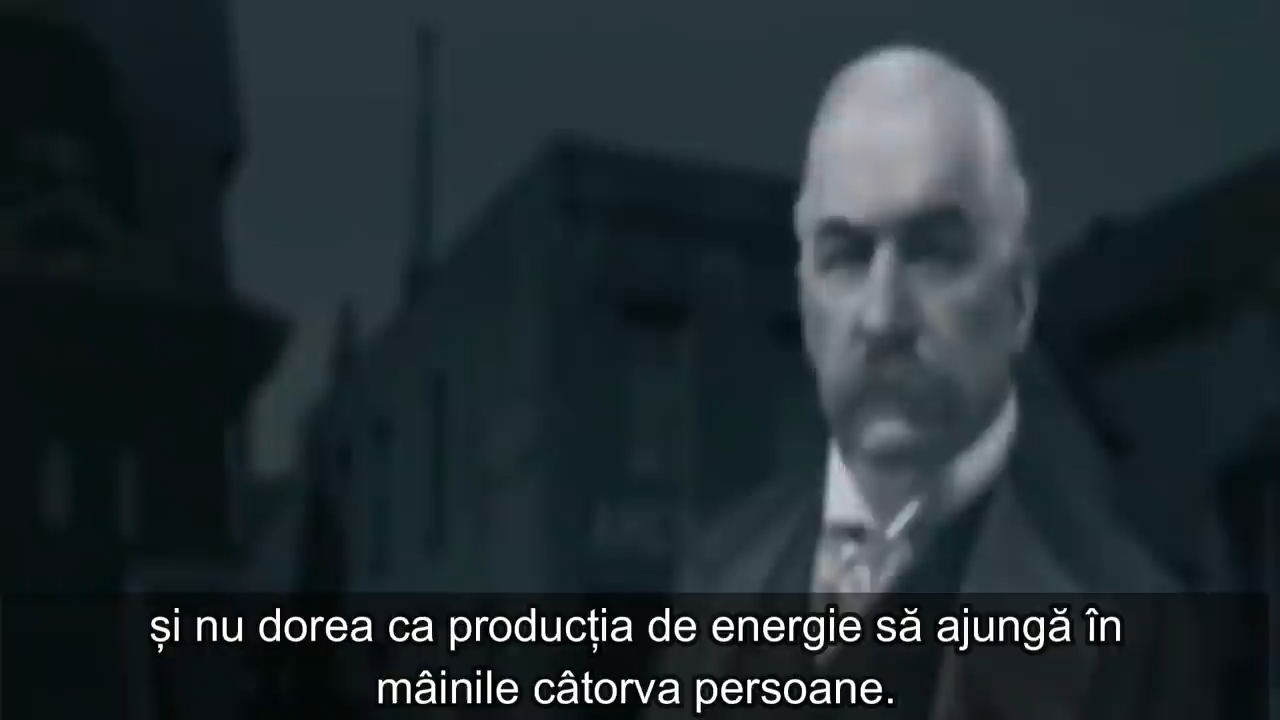 și nu dorea ca producția de energie să ajungă în
mâinile câtorva persoane.